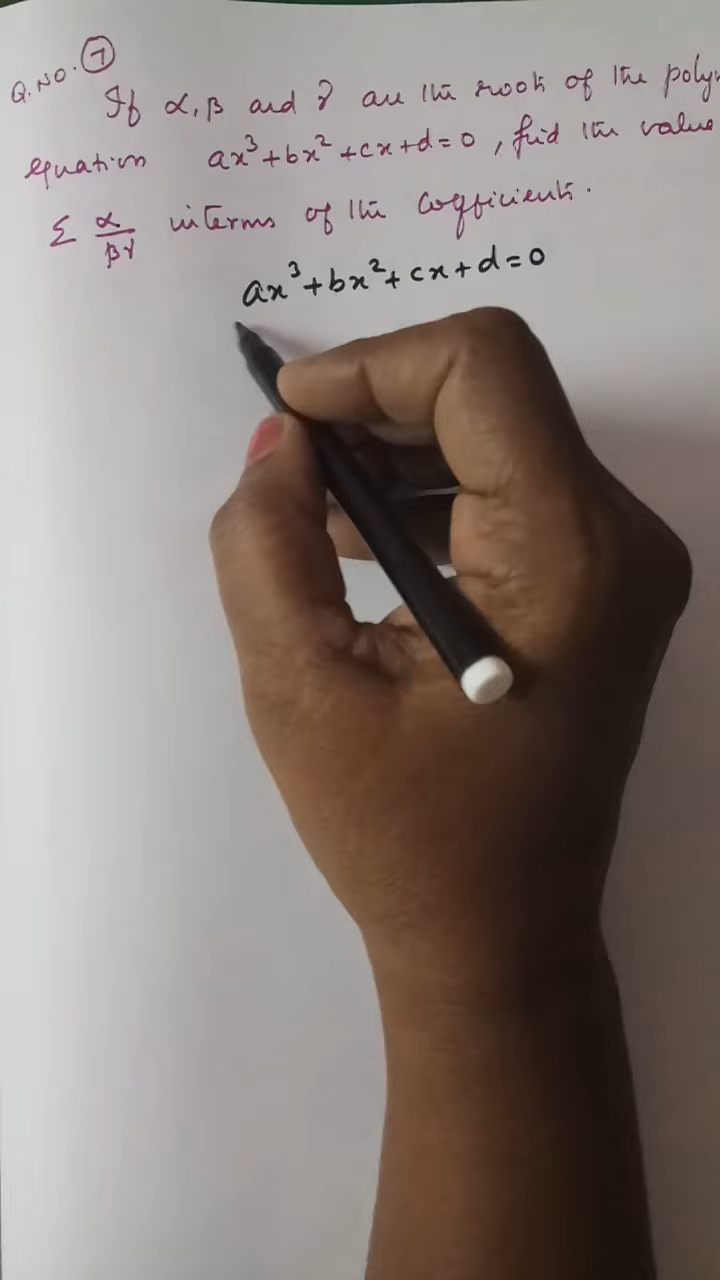 Q.NO. 7
If α, β and γ are the roots of the polyn
equation ax³+bx²+cx+d=0, find the value
Σ α/βγ interms of the coefficients.
ax³+bx²+cx+d=0